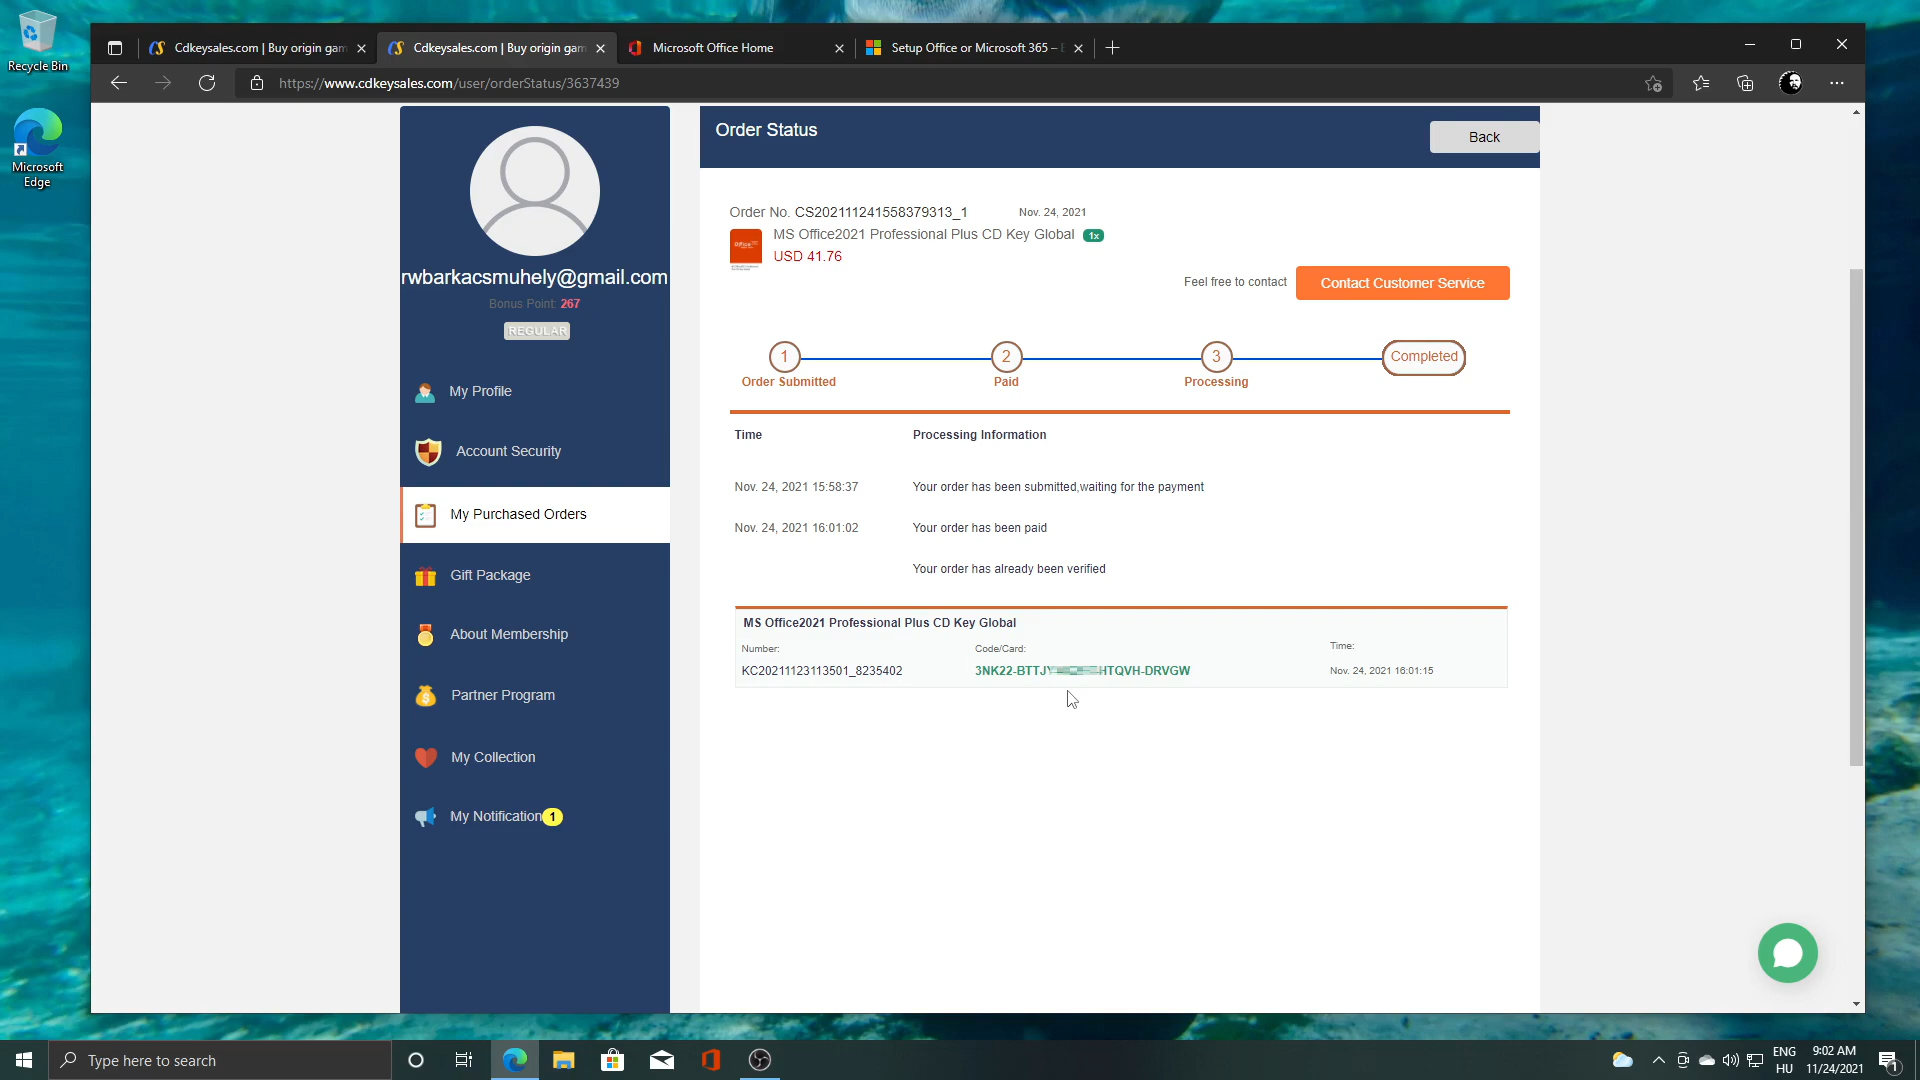 Recycle Bin
Microsoft
Edge
Cdkeysales.com | Buy origin gam
Cdkeysales.com | Buy origin gam
Microsoft Office Home
Setup Office or Microsoft 365 –
https://www.cdkeysales.com/user/orderStatus/3637439
rwbarkacsmuhely@gmail.com
Bonus Point: 267
REGULAR
My Profile
Account Security
My Purchased Orders
Gift Package
About Membership
Partner Program
My Collection
My Notification 1
Order Status
Back
Order No. CS202111241558379313_1 Nov. 24, 2021
MS Office2021 Professional Plus CD Key Global 1x
USD 41.76
Feel free to contact
Contact Customer Service
1 2 3 Completed
Order Submitted Paid Processing
Time Processing Information
Nov. 24, 2021 15:58:37 Your order has been submitted,waiting for the payment
Nov. 24, 2021 16:01:02 Your order has been paid
Your order has already been verified
MS Office2021 Professional Plus CD Key Global
Number: Code/Card: Time:
KC20211123113501_8235402 3NK22-BTTJY HTQVH-DRVGW Nov. 24, 2021 16:01:15
Type here to search
ENG
HU
9:02 AM
11/24/2021
1